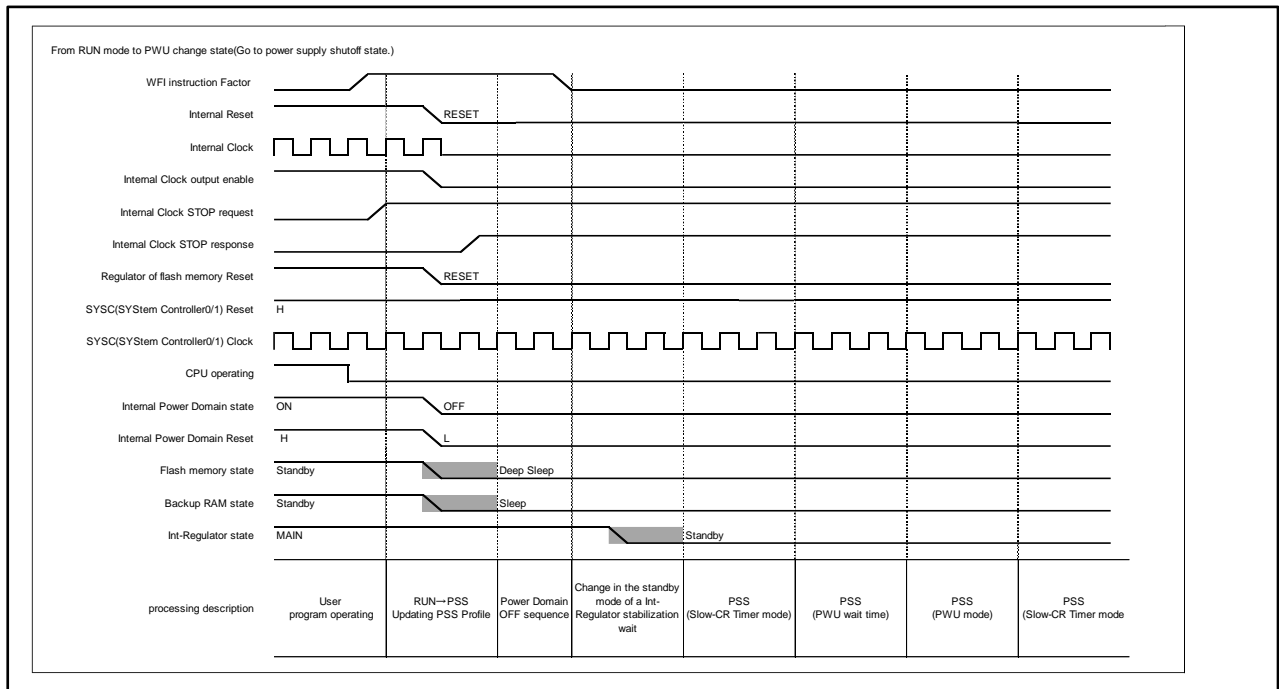 From RUN mode to PWU change state(Go to power supply shutoff state.)
WFI instruction Factor
Internal Reset
RESET
Internal Clock
Internal Clock output enable
Internal Clock STOP request
Internal Clock STOP response
Regulator of flash memory Reset
RESET
SYSC(SYStem Controller0/1) Reset
H
SYSC(SYStem Controller0/1) Clock
CPU operating
Internal Power Domain state
ON
OFF
Internal Power Domain Reset
H
L
Flash memory state
Standby
Deep Sleep
Backup RAM state
Standby
Sleep
Int-Regulator state
MAIN
Standby
processing description
User
program operating
RUN→PSS
Updating PSS Profile
Power Domain
OFF sequence
Change in the standby
mode of a Int-
Regulator stabilization
wait
PSS
(Slow-CR Timer mode)
PSS
(PWU wait time)
PSS
(PWU mode)
PSS
(Slow-CR Timer mode